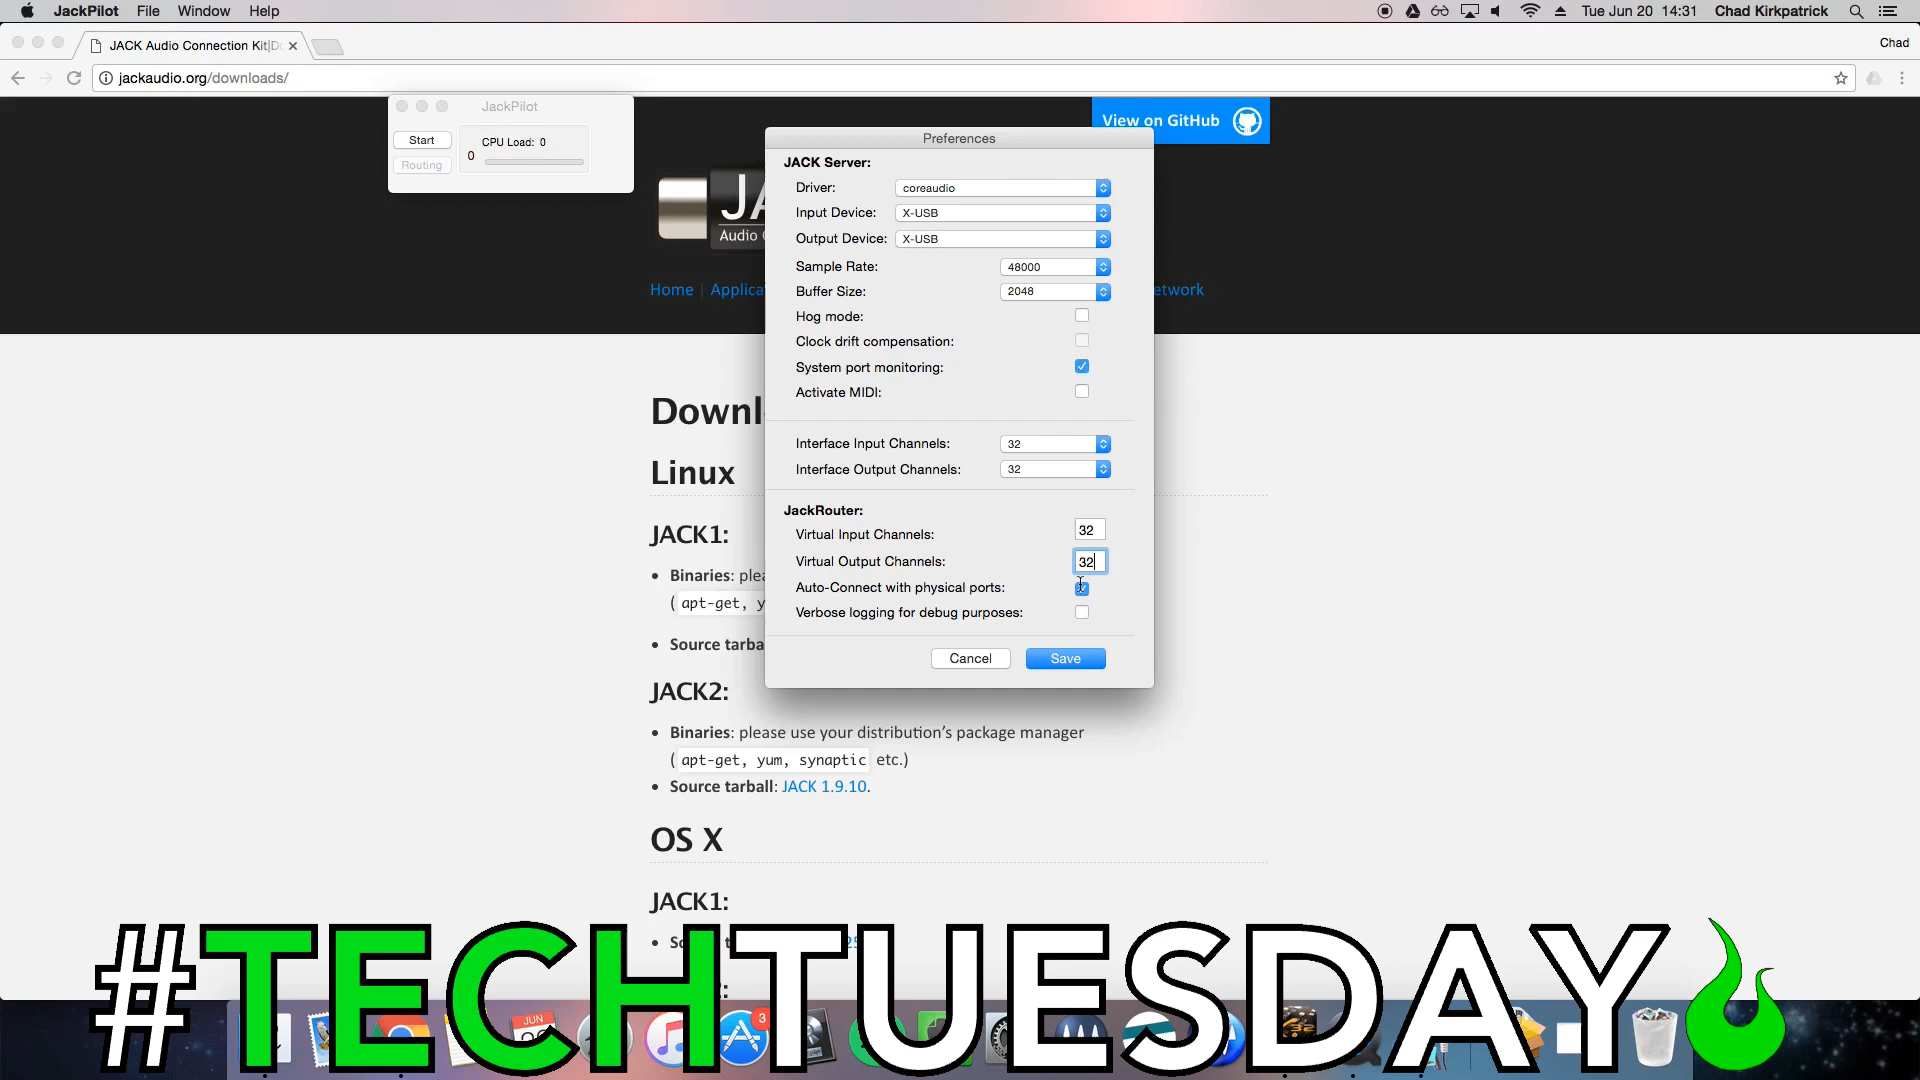 JackPilot File Window Help
Tue Jun 20 14:31 Chad Kirkpatrick
JACK Audio Connection Kit|D
Chad
jackaudio.org/downloads/
JackPilot
Start
CPU Load: 0
0
Routing
View on GitHub
Audio
Home | Applica
etwork
Preferences
JACK Server:
Driver: coreaudio
Input Device: X-USB
Output Device: X-USB
Sample Rate: 48000
Buffer Size: 2048
Hog mode:
Clock drift compensation:
System port monitoring:
Activate MIDI:
Interface Input Channels: 32
Interface Output Channels: 32
JackRouter:
Virtual Input Channels: 32
Virtual Output Channels: 32
Auto-Connect with physical ports:
Verbose logging for debug purposes:
Cancel Save
Downl
Linux
JACK1:
• Binaries: plea
( apt-get, y
• Source tarba
JACK2:
• Binaries: please use your distribution's package manager
( apt-get, yum, synaptic etc.)
• Source tarball: JACK 1.9.10.
OS X
JACK1:
#TECHTUESDAY
JUN
3